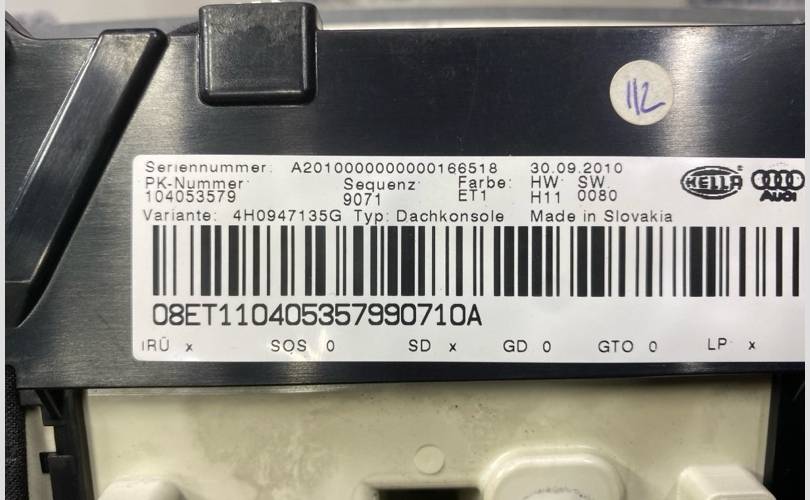 112
Seriennummer: A2010000000000166518 30.09.2010
PK-Nummer: Sequenz: Farbe: HW: SW:
104053579 9071 ET1 H11 0080
Variante: 4H0947135G Typ: Dachkonsole Made in Slovakia
HELLA Audi
08ET110405357990710A
IRÜ x SOS 0 SD x GD 0 GTO 0 LP x